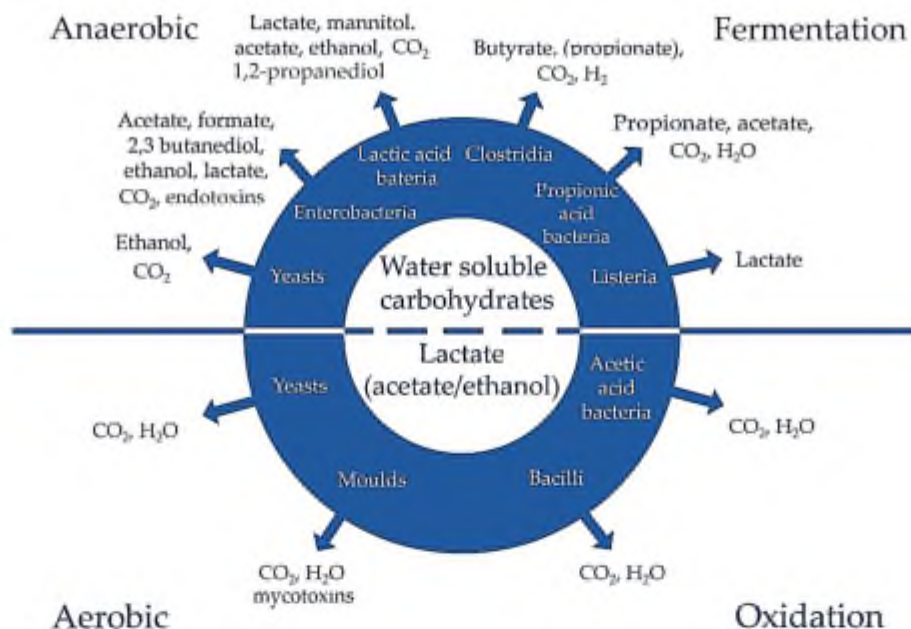 Anaerobic
Fermentation
Lactate, mannitol,
acetate, ethanol, CO₂
1,2-propanediol
Butyrate, (propionate),
CO₂, H₂
Acetate, formate,
2,3 butanediol,
ethanol, lactate,
CO₂, endotoxins
Propionate, acetate,
CO₂, H₂O
Ethanol,
CO₂
Lactate
Lactic acid
bateria
Clostridia
Enterobacteria
Propionic
acid
bacteria
Yeasts
Listeria
Water soluble
carbohydrates
Lactate
(acetate/ethanol)
Yeasts
Acetic
acid
bacteria
CO₂, H₂O
CO₂, H₂O
Moulds
Bacilli
CO₂, H₂O
mycotoxins
CO₂, H₂O
Aerobic
Oxidation